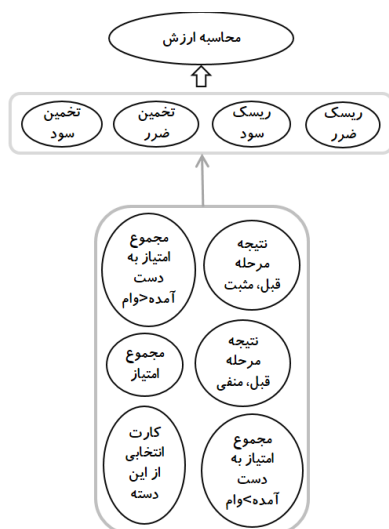 محاسبه ارزش
ریسک
ضرر
ریسک
سود
تخمین
ضرر
تخمین
سود
نتیجه
مرحله
قبل، مثبت
مجموع
امتیاز به
دست
آمده<وام
نتیجه
مرحله
قبل، منفی
مجموع
امتیاز
مجموع
امتیاز به
دست
آمده>وام
کارت
انتخابی
از این
دسته